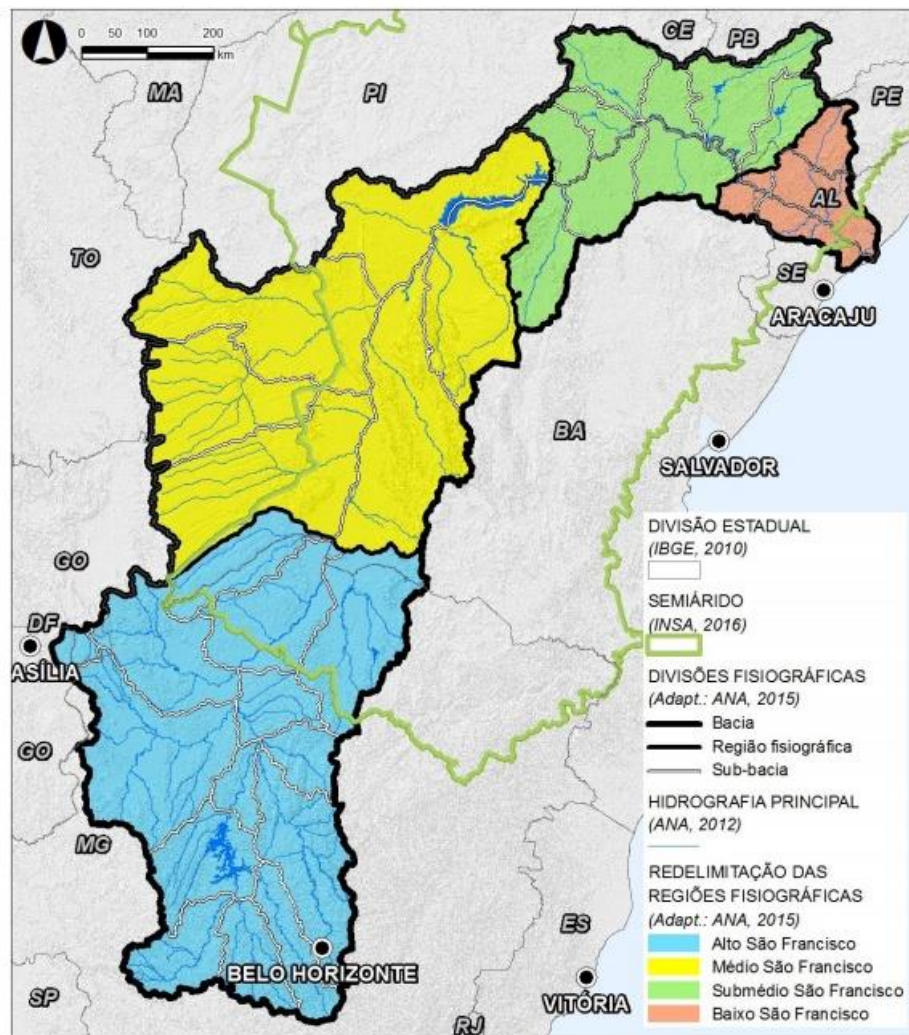 0 50 100 200
km
CE
PB
MA
PI
PE
AL
TO
SE
ARACAJU
BA
SALVADOR
GO
DF
ASÍLIA
GO
MG
BELO HORIZONTE
ES
VITÓRIA
SP
RJ
DIVISÃO ESTADUAL
(IBGE, 2010)
SEMIÁRIDO
(INSA, 2016)
DIVISÕES FISIOGRÁFICAS
(Adapt.: ANA, 2015)
Bacia
Região fisiográfica
Sub-bacia
HIDROGRAFIA PRINCIPAL
(ANA, 2012)
REDELIMITAÇÃO DAS
REGIÕES FISIOGRÁFICAS
(Adapt.: ANA, 2015)
Alto São Francisco
Médio São Francisco
Submédio São Francisco
Baixo São Francisco